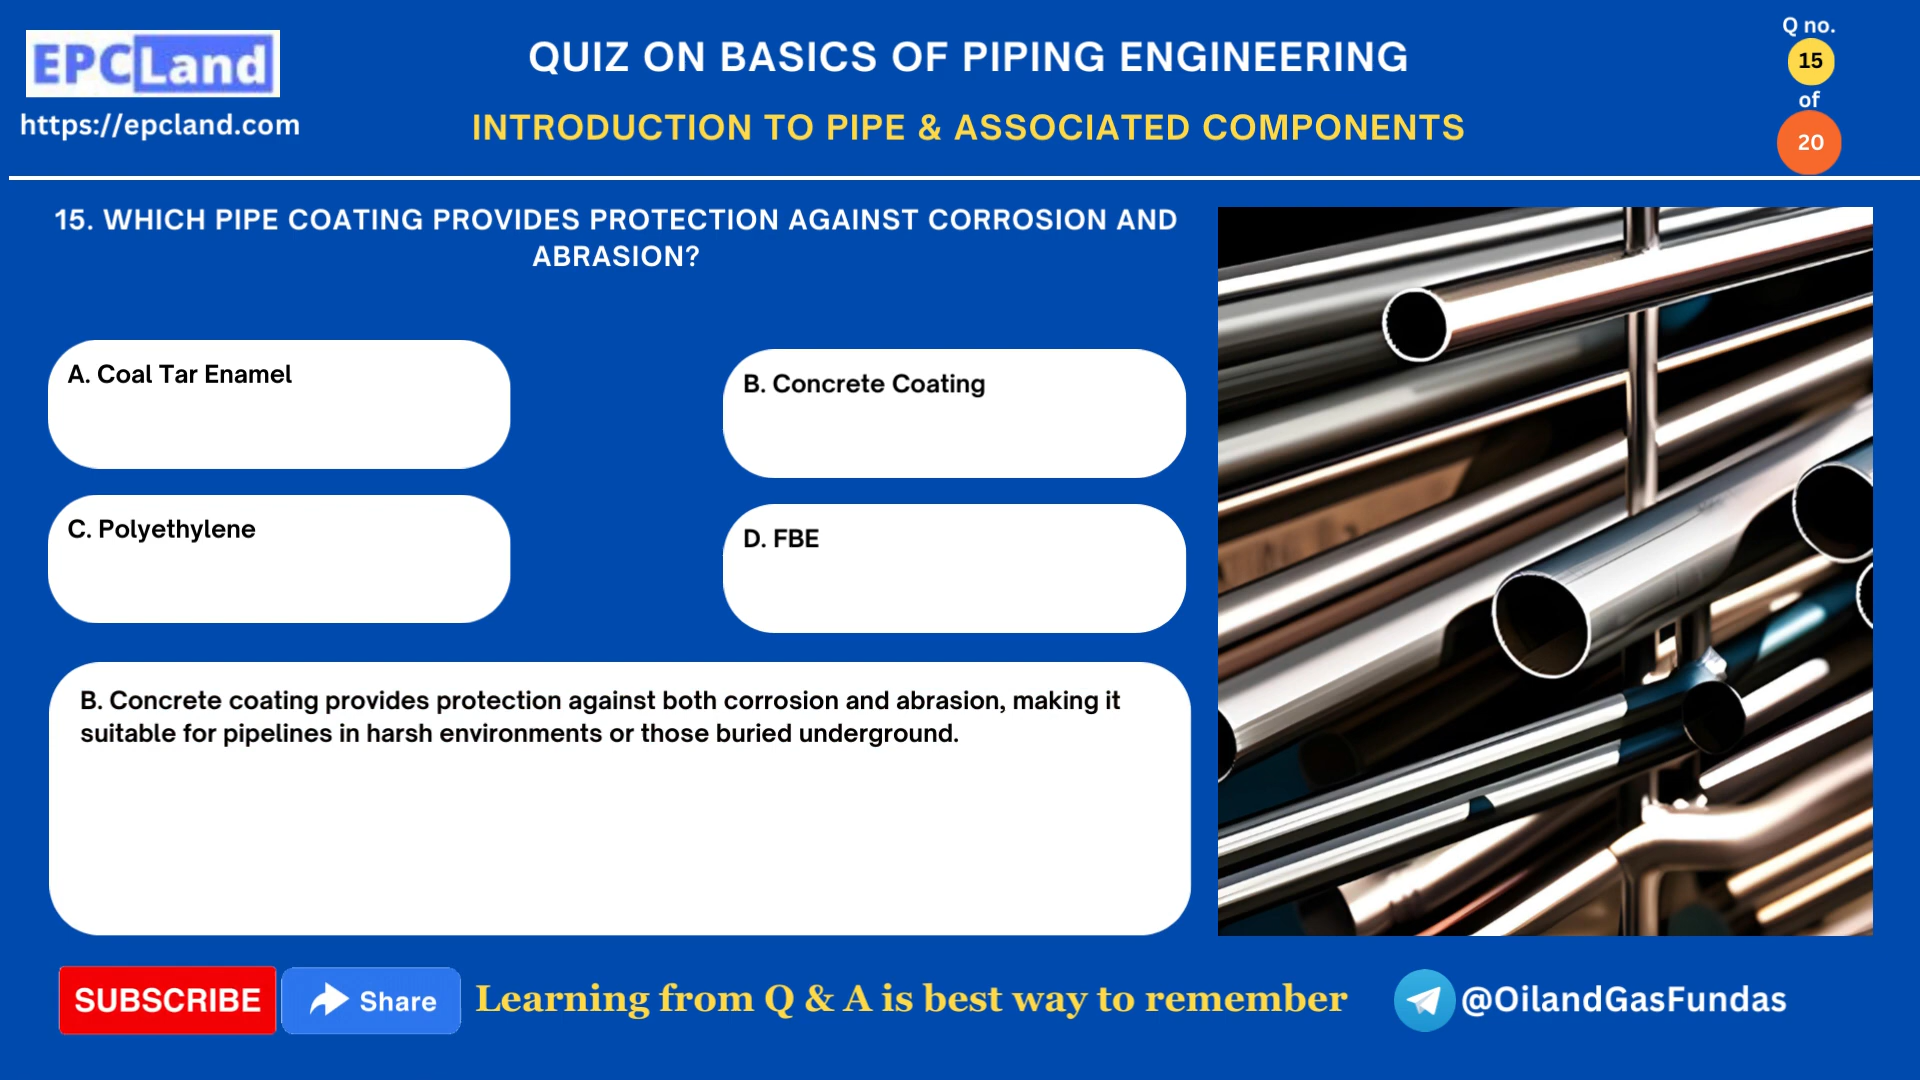 EPCLand
https://epcland.com
QUIZ ON BASICS OF PIPING ENGINEERING
INTRODUCTION TO PIPE & ASSOCIATED COMPONENTS
Q no.
15
of
20
15. WHICH PIPE COATING PROVIDES PROTECTION AGAINST CORROSION AND
ABRASION?
A. Coal Tar Enamel
B. Concrete Coating
C. Polyethylene
D. FBE
B. Concrete coating provides protection against both corrosion and abrasion, making it
suitable for pipelines in harsh environments or those buried underground.
SUBSCRIBE
Share
Learning from Q & A is best way to remember
@OilandGasFundas